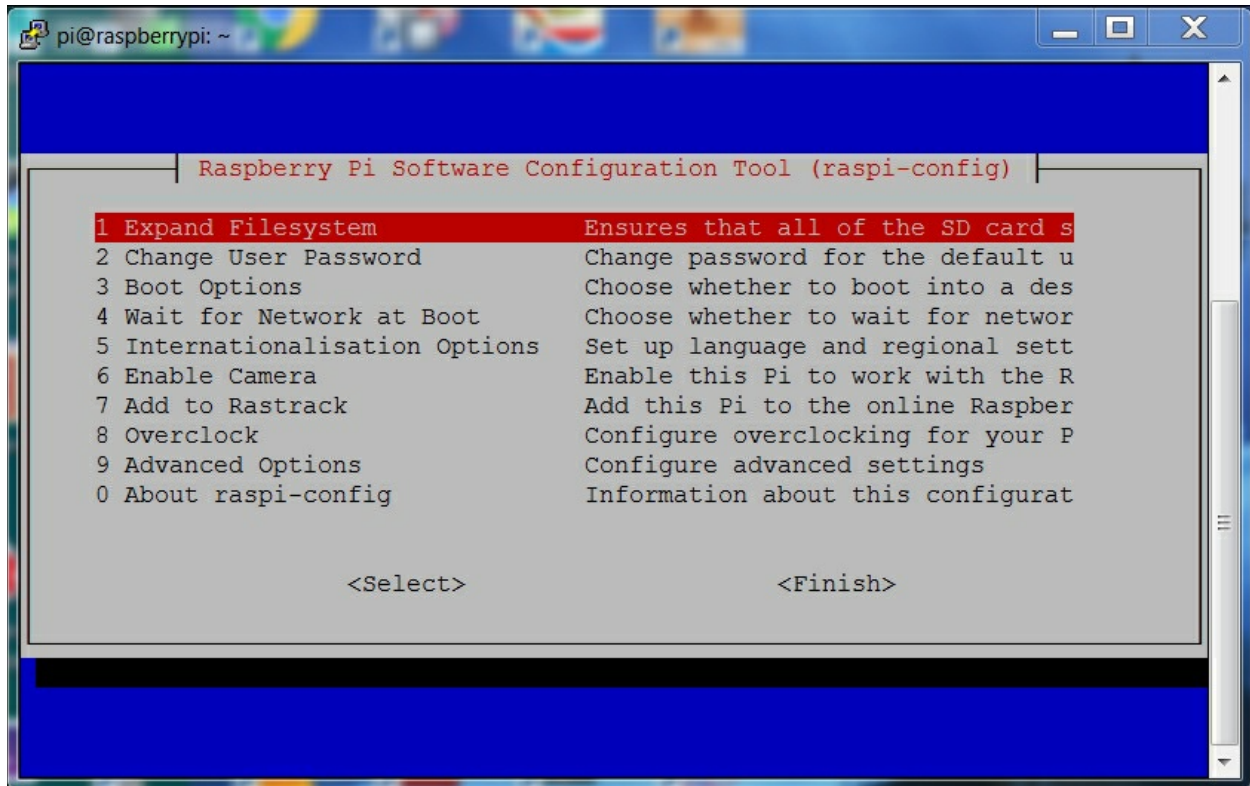 pi@raspberrypi: ~
Raspberry Pi Software Configuration Tool (raspi-config)
1 Expand Filesystem Ensures that all of the SD card s
2 Change User Password Change password for the default u
3 Boot Options Choose whether to boot into a des
4 Wait for Network at Boot Choose whether to wait for networ
5 Internationalisation Options Set up language and regional sett
6 Enable Camera Enable this Pi to work with the R
7 Add to Rastrack Add this Pi to the online Raspber
8 Overclock Configure overclocking for your P
9 Advanced Options Configure advanced settings
0 About raspi-config Information about this configurat
<Select> <Finish>